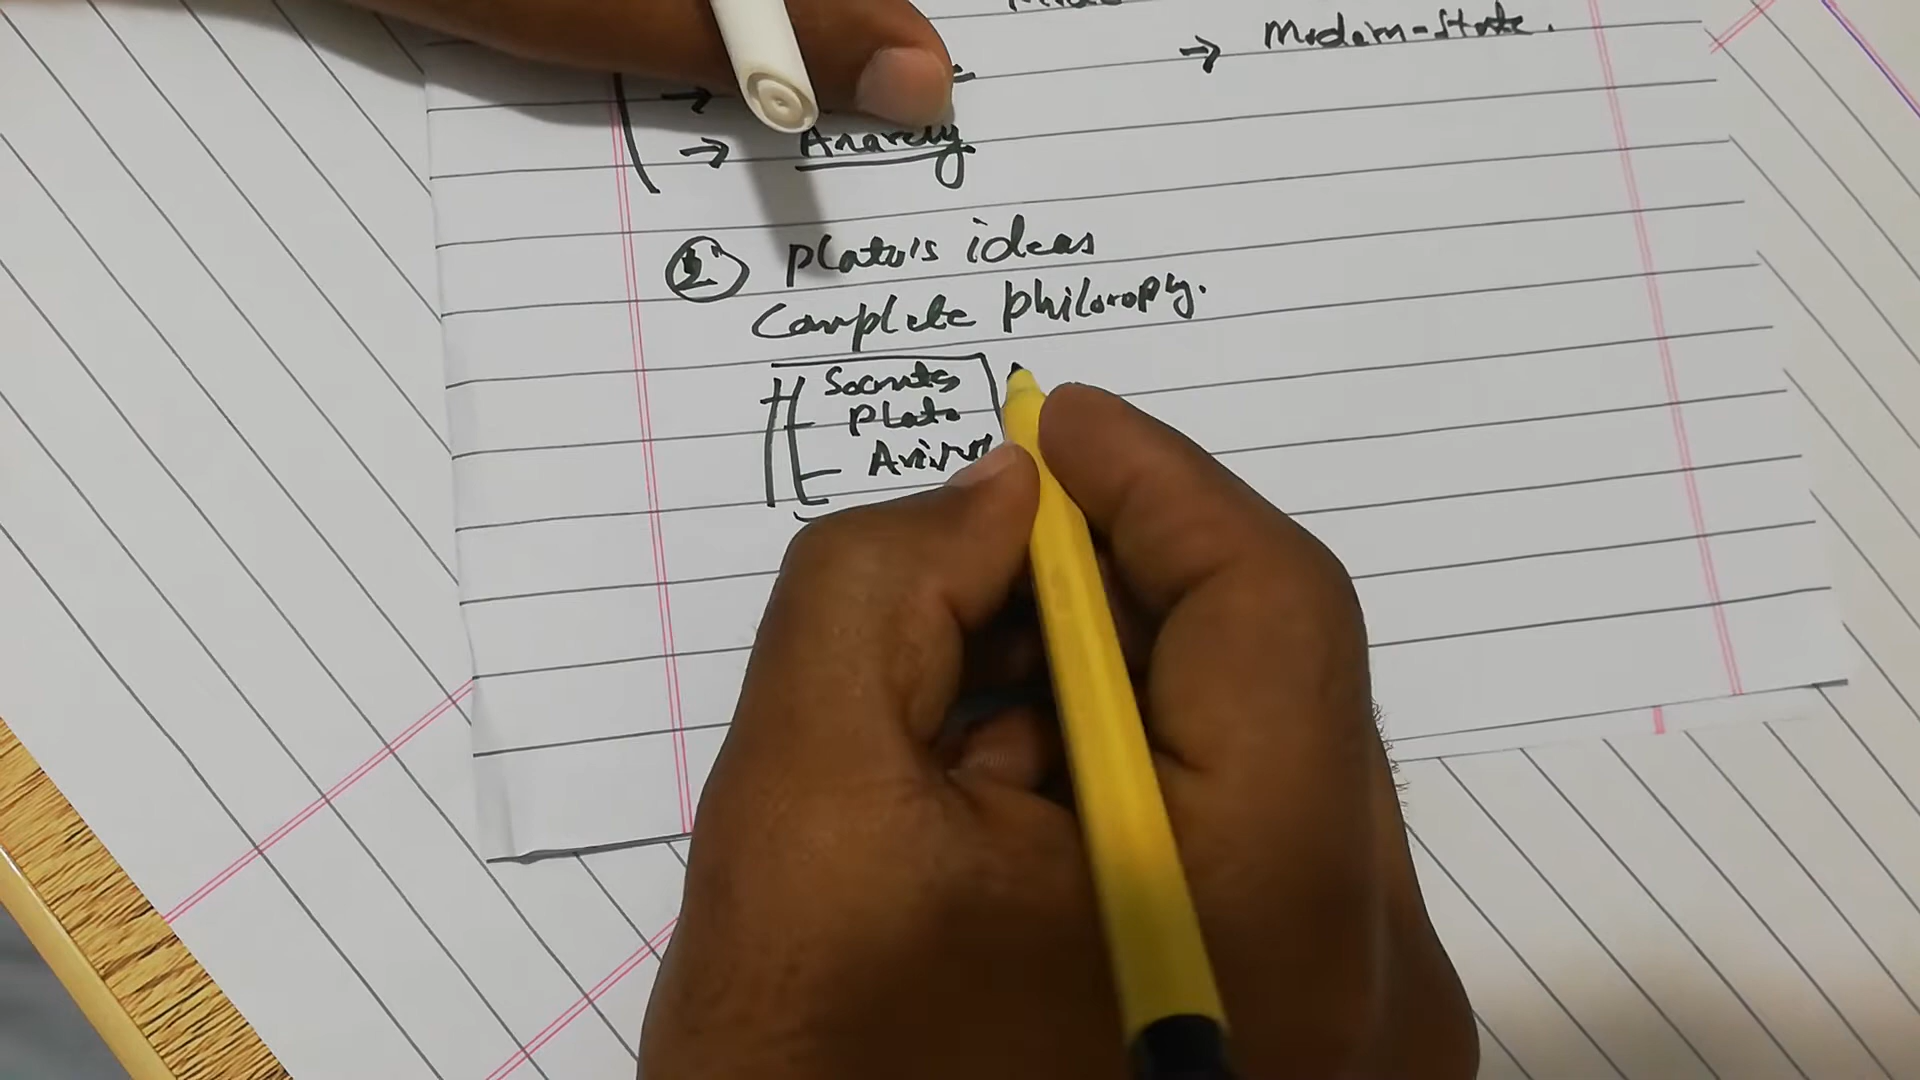 → Modern-State.
→
→ Anarchy
② Plato's ideas
Complete philosophy.
Socrates
Plato